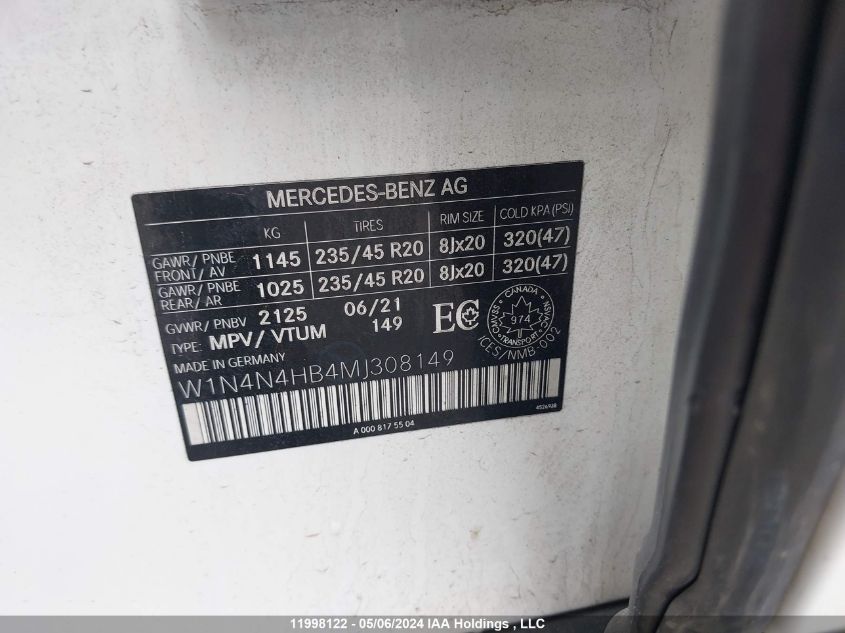 MERCEDES-BENZ AG
KG TIRES RIM SIZE COLD KPA (PSI)
GAWR/ PNBE FRONT/ AV 1145 235/45 R20 8Jx20 320(47)
GAWR/ PNBE REAR/ AR 1025 235/45 R20 8Jx20 320(47)
GVWR/ PNBV 2125 06/21
TYPE: MPV/ VTUM 149
EC
CANADA
CMVSS 974 NSVAC
TRANSPORT
ICES/NMB 002
MADE IN GERMANY
W1N4N4HB4MJ308149
A 000 817 55 04
11998122 - 05/06/2024 IAA Holdings , LLC